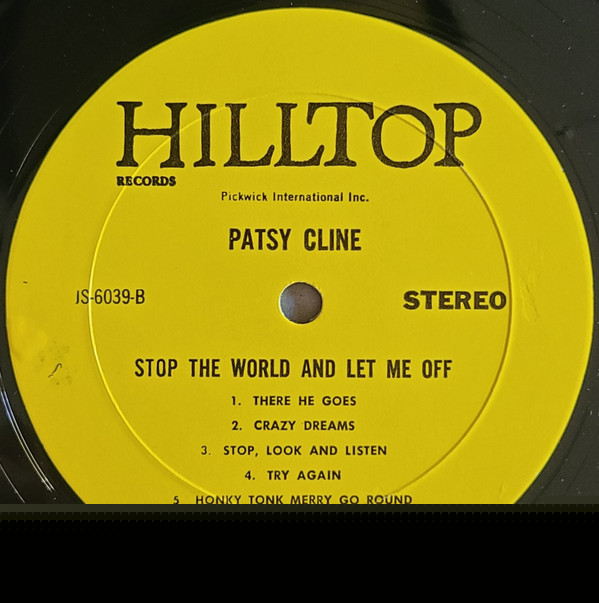 HILLTOP
RECORDS
Pickwick International Inc.
PATSY CLINE
JS-6039-B
STEREO
STOP THE WORLD AND LET ME OFF
1. THERE HE GOES
2. CRAZY DREAMS
3. STOP, LOOK AND LISTEN
4. TRY AGAIN
5 HONKY TONK MERRY GO ROUND